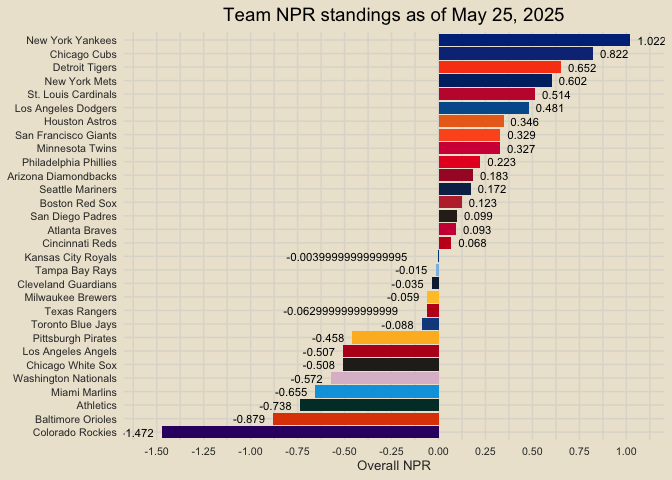 Team NPR standings as of May 25, 2025
New York Yankees 1.022
Chicago Cubs 0.822
Detroit Tigers 0.652
New York Mets 0.602
St. Louis Cardinals 0.514
Los Angeles Dodgers 0.481
Houston Astros 0.346
San Francisco Giants 0.329
Minnesota Twins 0.327
Philadelphia Phillies 0.223
Arizona Diamondbacks 0.183
Seattle Mariners 0.172
Boston Red Sox 0.123
San Diego Padres 0.099
Atlanta Braves 0.093
Cincinnati Reds 0.068
Kansas City Royals -0.00399999999999995
Tampa Bay Rays -0.015
Cleveland Guardians -0.035
Milwaukee Brewers -0.059
Texas Rangers -0.0629999999999999
Toronto Blue Jays -0.088
Pittsburgh Pirates -0.458
Los Angeles Angels -0.507
Chicago White Sox -0.508
Washington Nationals -0.572
Miami Marlins -0.655
Athletics -0.738
Baltimore Orioles -0.879
Colorado Rockies -1.472
-1.50 -1.25 -1.00 -0.75 -0.50 -0.25 0.00 0.25 0.50 0.75 1.00
Overall NPR